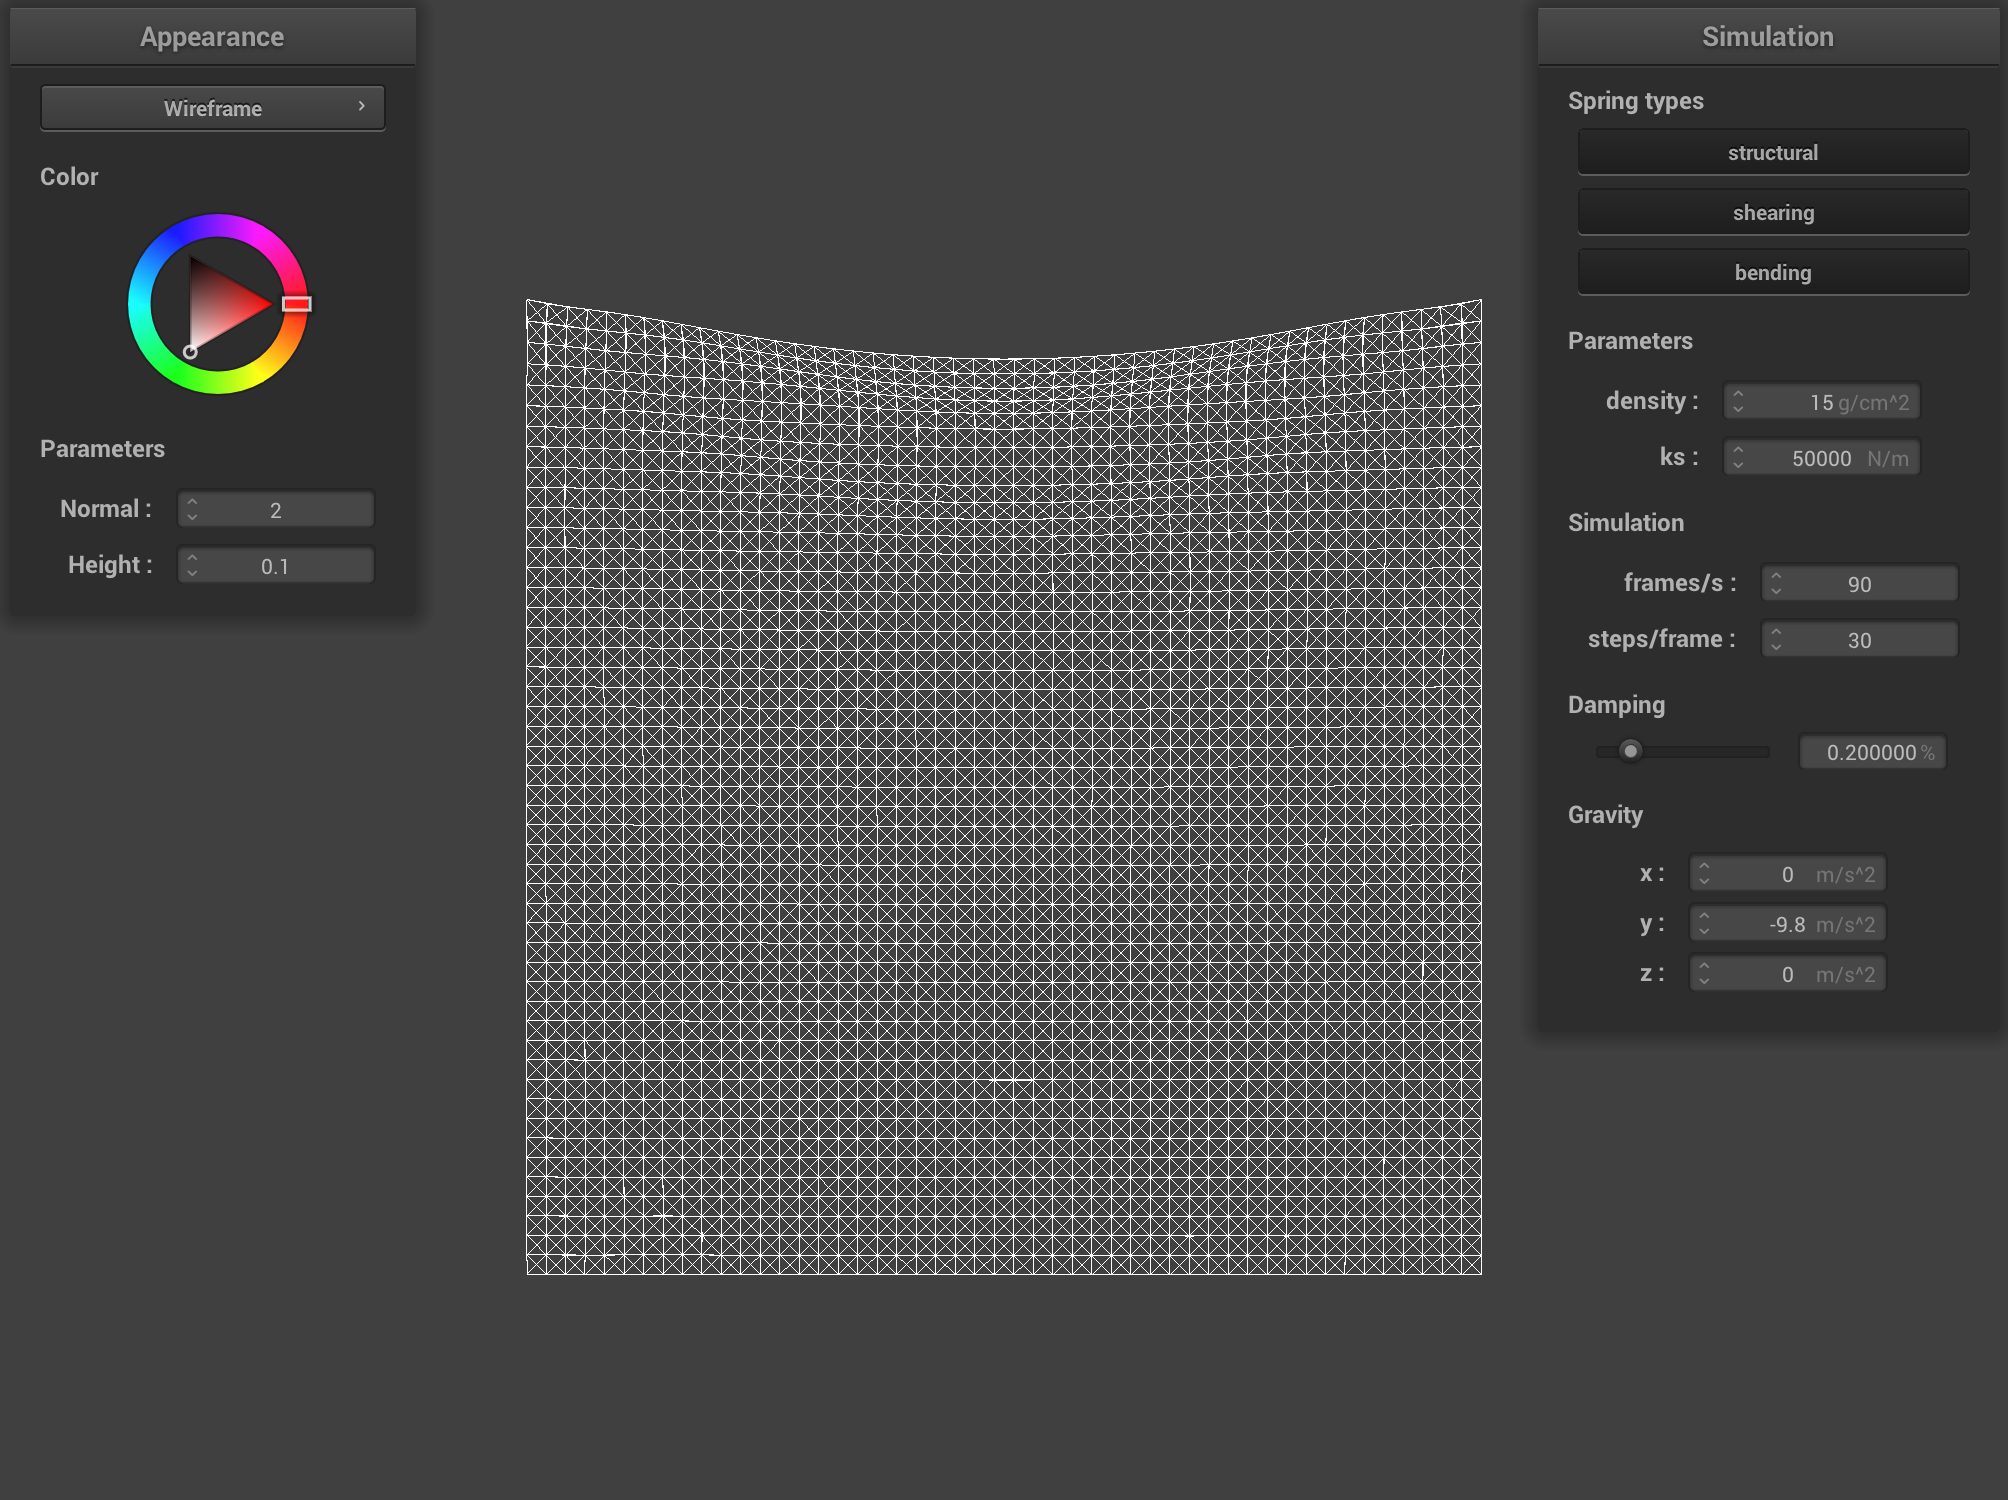 Appearance
Wireframe
Color
Parameters
Normal : 2
Height : 0.1
Simulation
Spring types
structural
shearing
bending
Parameters
density : 15 g/cm^2
ks : 50000 N/m
Simulation
frames/s : 90
steps/frame : 30
Damping
0.200000 %
Gravity
x : 0 m/s^2
y : -9.8 m/s^2
z : 0 m/s^2